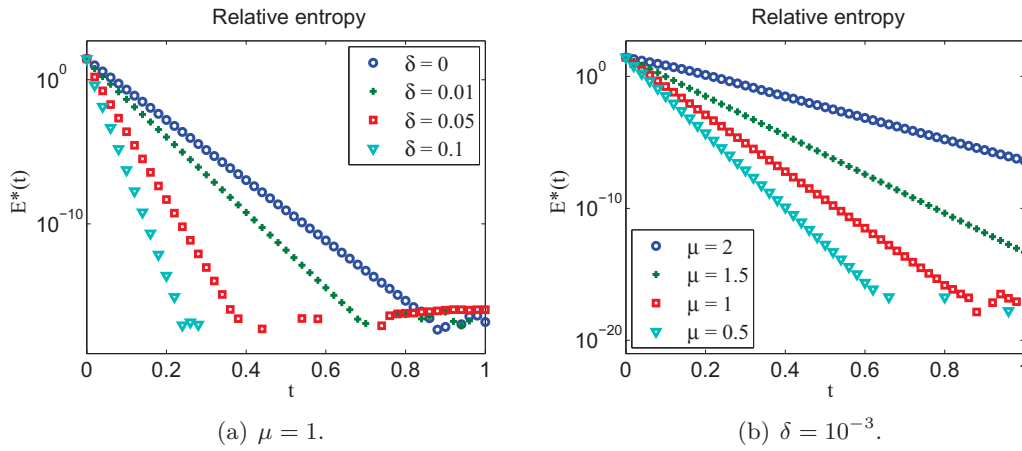 Relative entropy
δ = 0
δ = 0.01
δ = 0.05
δ = 0.1
10^0
10^-10
E*(t)
0 0.2 0.4 0.6 0.8 1
t
(a) μ = 1.
Relative entropy
μ = 2
μ = 1.5
μ = 1
μ = 0.5
10^0
10^-10
10^-20
E*(t)
0 0.2 0.4 0.6 0.8 1
t
(b) δ = 10^-3.